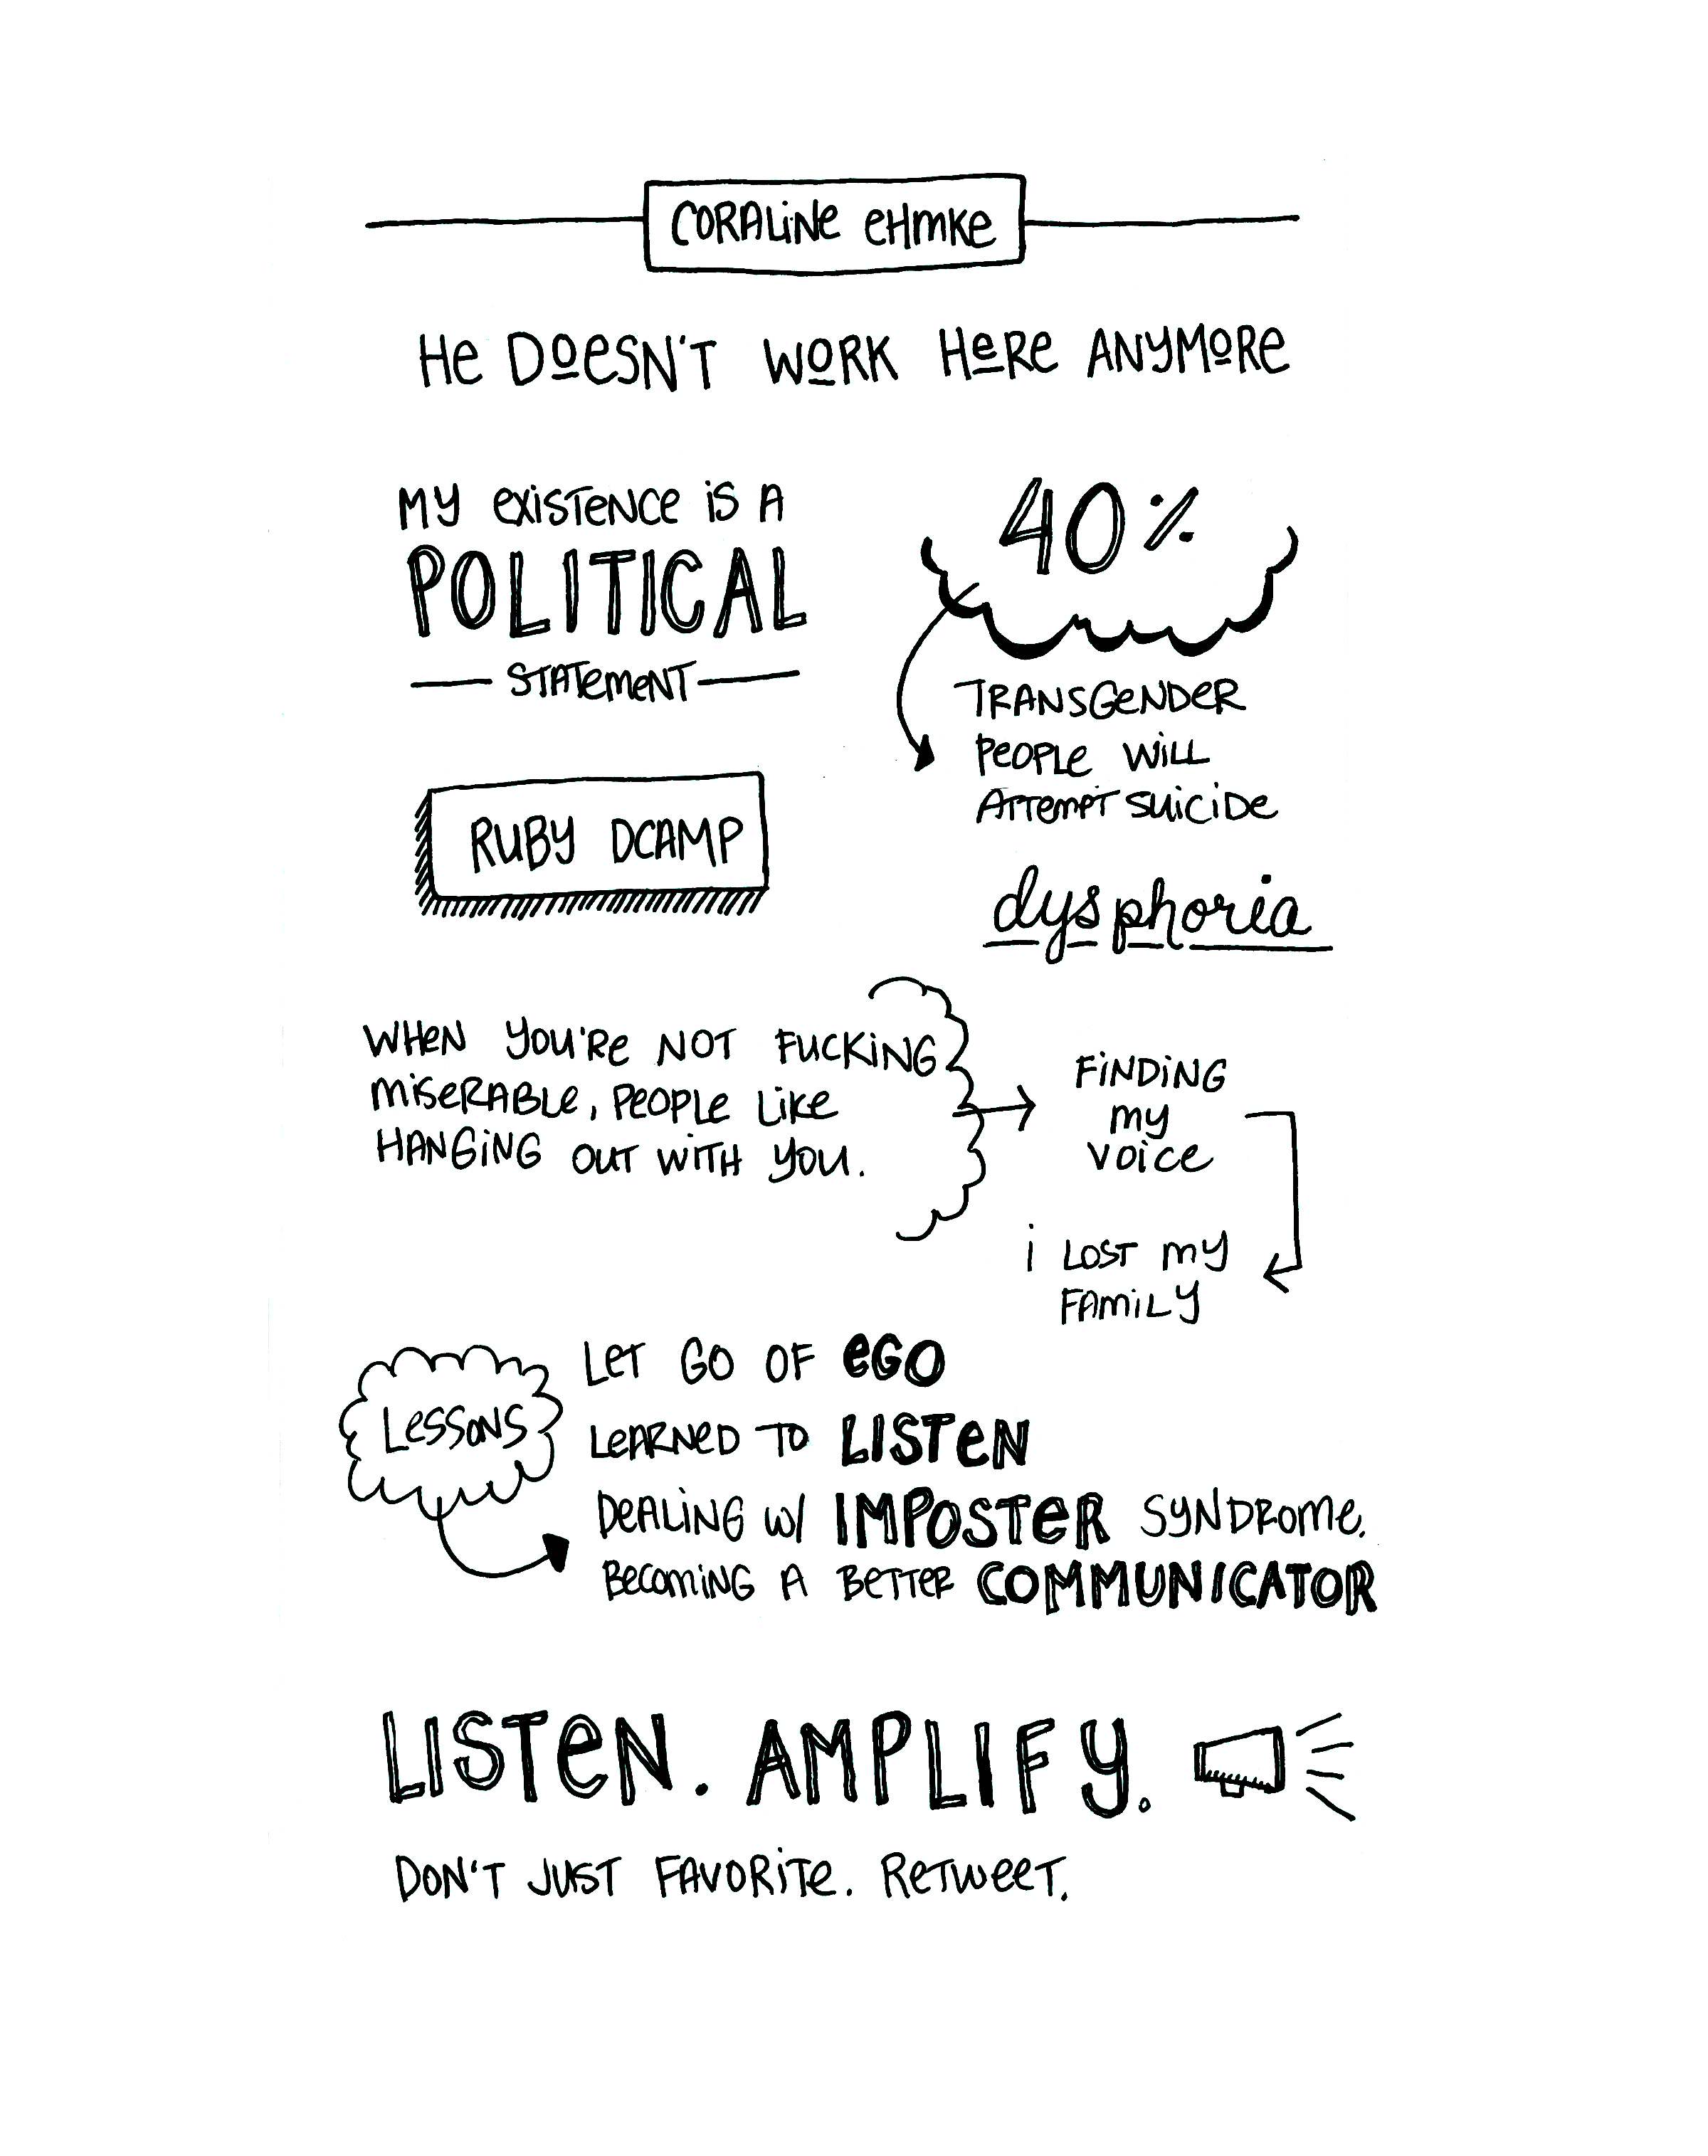 CORALINE EHMKE
HE DOESN'T WORK HERE ANYMORE
MY EXISTENCE IS A
POLITICAL
STATEMENT
40%
TRANSGENDER
PEOPLE WILL
ATTEMPT SUICIDE
RUBY DCAMP
dysphoria
WHEN YOU'RE NOT FUCKING
MISERABLE, PEOPLE LIKE
HANGING OUT WITH YOU.
FINDING
MY
VOICE
I LOST MY
FAMILY
LESSONS
LET GO OF EGO
LEARNED TO LISTEN
DEALING W/ IMPOSTER SYNDROME.
BECOMING A BETTER COMMUNICATOR
LISTEN. AMPLIFY.
DON'T JUST FAVORITE. RETWEET.